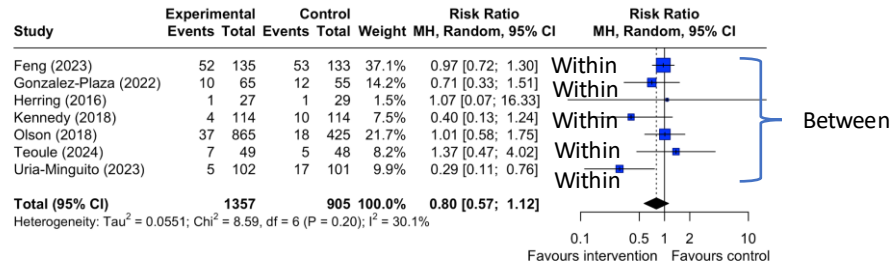 Experimental Control Risk Ratio Risk Ratio
Study Events Total Events Total Weight MH, Random, 95% CI MH, Random, 95% CI
Feng (2023) 52 135 53 133 37.1% 0.97 [0.72; 1.30] Within
Gonzalez-Plaza (2022) 10 65 12 55 14.2% 0.71 [0.33; 1.51] Within
Herring (2016) 1 27 1 29 1.5% 1.07 [0.07; 16.33]
Kennedy (2018) 4 114 10 114 7.5% 0.40 [0.13; 1.24] Within Between
Olson (2018) 37 865 18 425 21.7% 1.01 [0.58; 1.75]
Teoule (2024) 7 49 5 48 8.2% 1.37 [0.47; 4.02] Within
Uria-Minguito (2023) 5 102 17 101 9.9% 0.29 [0.11; 0.76] Within
Total (95% CI) 1357 905 100.0% 0.80 [0.57; 1.12]
Heterogeneity: Tau² = 0.0551; Chi² = 8.59, df = 6 (P = 0.20); I² = 30.1%
0.1 0.5 1 2 10
Favours intervention Favours control